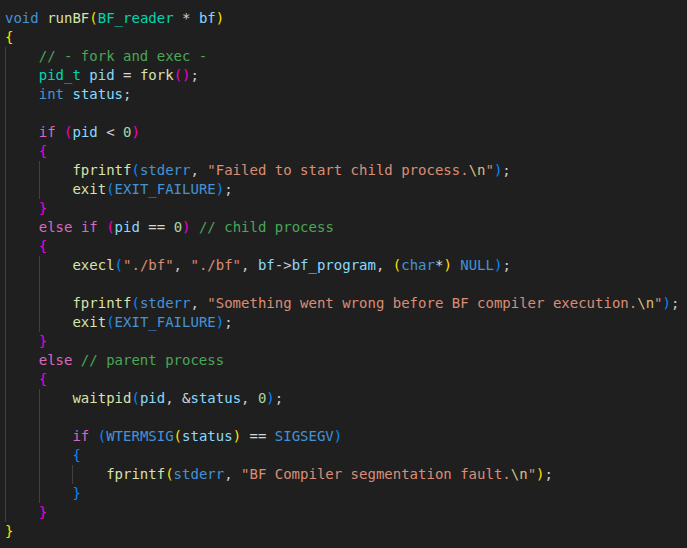 void runBF(BF_reader * bf)
{
    // - fork and exec -
    pid_t pid = fork();
    int status;

    if (pid < 0)
    {
        fprintf(stderr, "Failed to start child process.\n");
        exit(EXIT_FAILURE);
    }
    else if (pid == 0) // child process
    {
        execl("./bf", "./bf", bf->bf_program, (char*) NULL);

        fprintf(stderr, "Something went wrong before BF compiler execution.\n");
        exit(EXIT_FAILURE);
    }
    else // parent process
    {
        waitpid(pid, &status, 0);

        if (WTERMSIG(status) == SIGSEGV)
        {
            fprintf(stderr, "BF Compiler segmentation fault.\n");
        }
    }
}